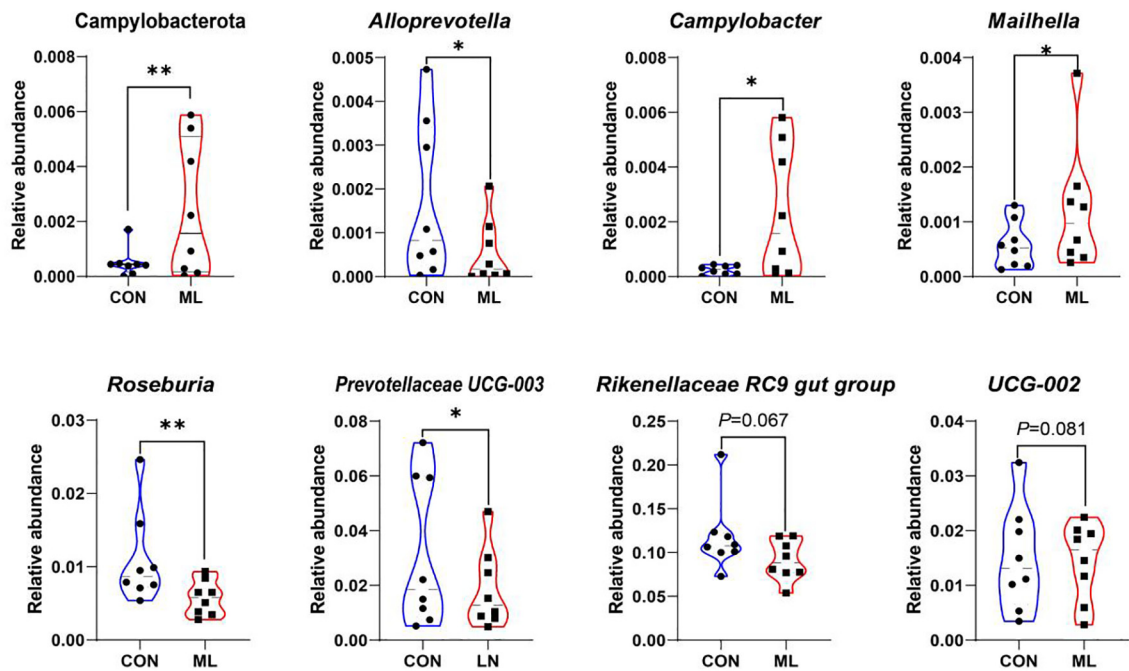 Campylobacterota
Relative abundance
0.008
0.006
0.004
0.002
0.000
**
CON ML
Alloprevotella
Relative abundance
0.005
0.004
0.003
0.002
0.001
0.000
*
CON ML
Campylobacter
Relative abundance
0.008
0.006
0.004
0.002
0.000
*
CON ML
Mailhella
Relative abundance
0.004
0.003
0.002
0.001
0.000
*
CON ML
Roseburia
Relative abundance
0.03
0.02
0.01
0.00
**
CON ML
Prevotellaceae UCG-003
Relative abundance
0.08
0.06
0.04
0.02
0.00
*
CON LN
Rikenellaceae RC9 gut group
Relative abundance
0.25
0.20
0.15
0.10
0.05
0.00
P=0.067
CON ML
UCG-002
Relative abundance
0.04
0.03
0.02
0.01
0.00
P=0.081
CON ML